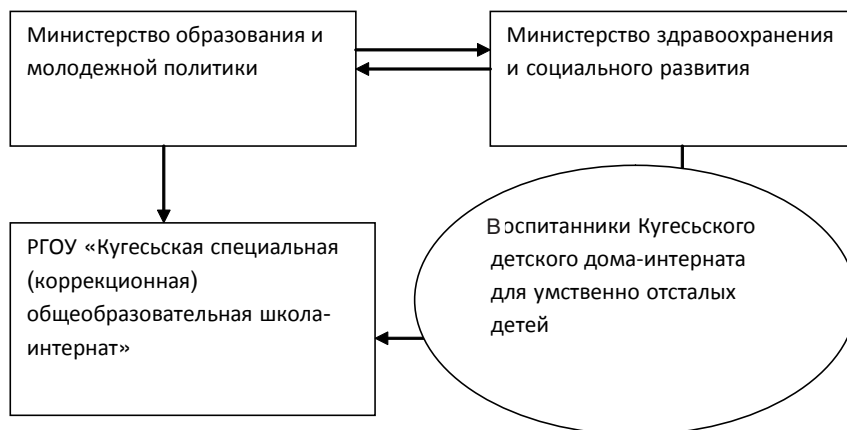 Министерство образования и
молодежной политики
Министерство здравоохранения
и социального развития
РГОУ «Кугесьская специальная
(коррекционная)
общеобразовательная школа-
интернат»
Воспитанники Кугесьского
детского дома-интерната
для умственно отсталых
детей